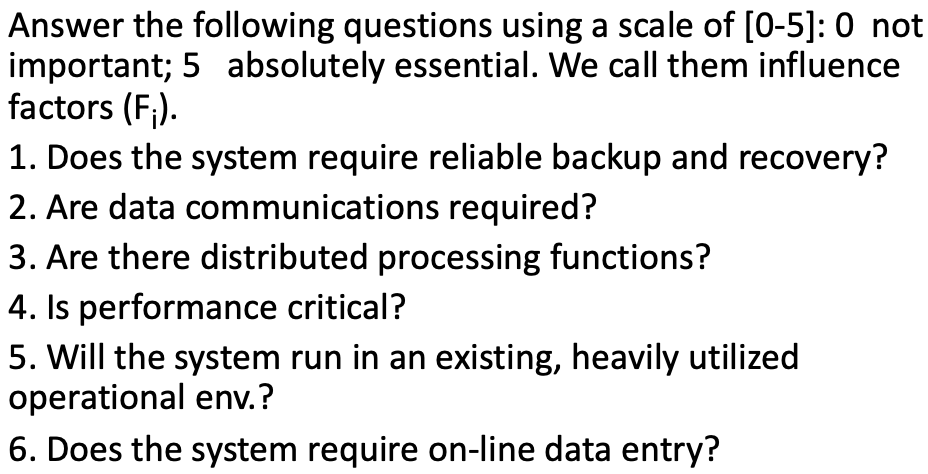 Answer the following questions using a scale of [0-5]: 0 not
important; 5 absolutely essential. We call them influence
factors (Fi).
1. Does the system require reliable backup and recovery?
2. Are data communications required?
3. Are there distributed processing functions?
4. Is performance critical?
5. Will the system run in an existing, heavily utilized
operational env.?
6. Does the system require on-line data entry?